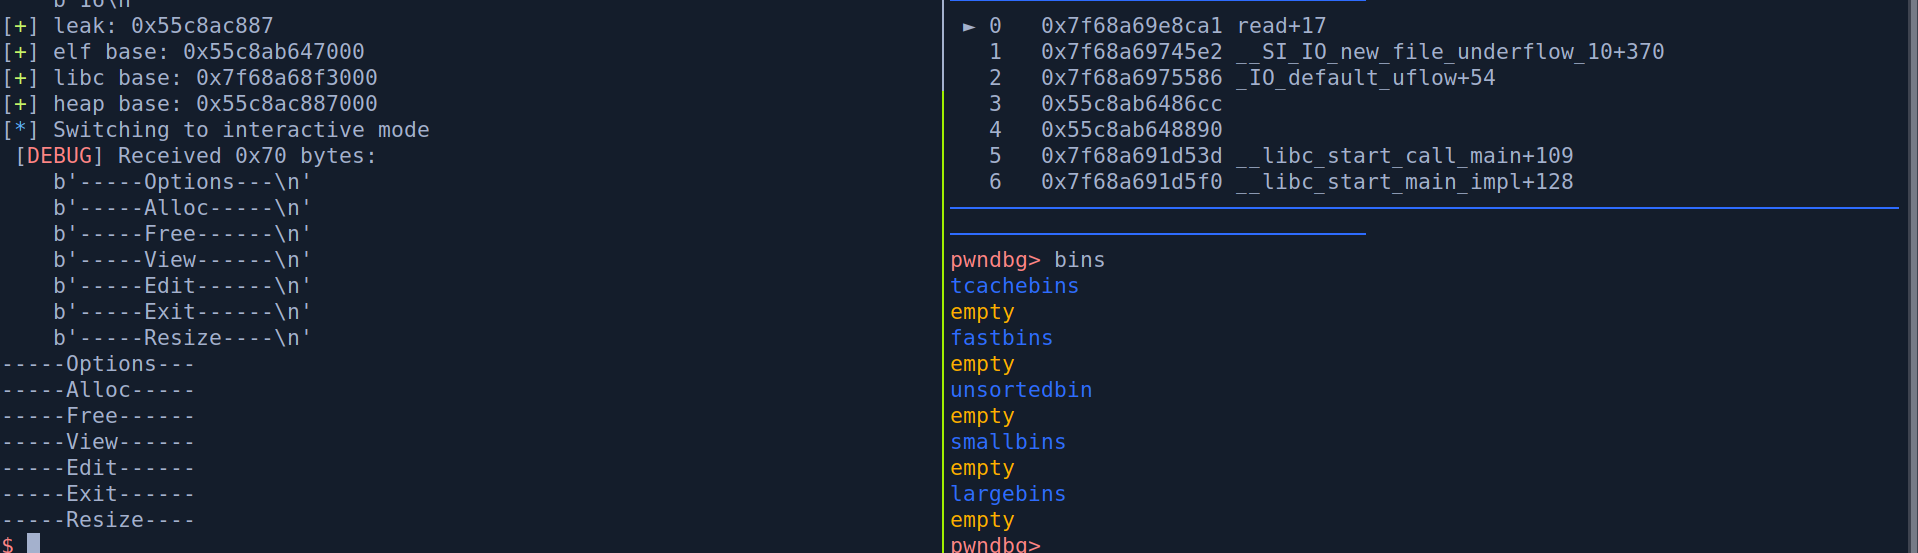 b'16\n'
[+] leak: 0x55c8ac887
[+] elf base: 0x55c8ab647000
[+] libc base: 0x7f68a68f3000
[+] heap base: 0x55c8ac887000
[*] Switching to interactive mode
[DEBUG] Received 0x70 bytes:
b'-----Options---\n'
b'-----Alloc-----\n'
b'-----Free------\n'
b'-----View------\n'
b'-----Edit------\n'
b'-----Exit------\n'
b'-----Resize----\n'
-----Options---
-----Alloc-----
-----Free------
-----View------
-----Edit------
-----Exit------
-----Resize----
$
► 0 0x7f68a69e8ca1 read+17
1 0x7f68a69745e2 __SI_IO_new_file_underflow_10+370
2 0x7f68a6975586 _IO_default_uflow+54
3 0x55c8ab6486cc
4 0x55c8ab648890
5 0x7f68a691d53d __libc_start_call_main+109
6 0x7f68a691d5f0 __libc_start_main_impl+128
pwndbg> bins
tcachebins
empty
fastbins
empty
unsortedbin
empty
smallbins
empty
largebins
empty
pwndbg>